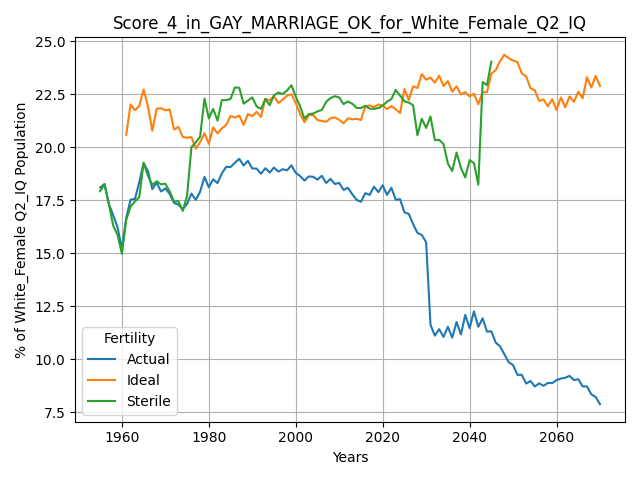 Score_4_in_GAY_MARRIAGE_OK_for_White_Female_Q2_IQ
% of White_Female Q2_IQ Population
25.0
22.5
20.0
17.5
15.0
12.5
10.0
7.5
Fertility
Actual
Ideal
Sterile
1960
1980
2000
2020
2040
2060
Years